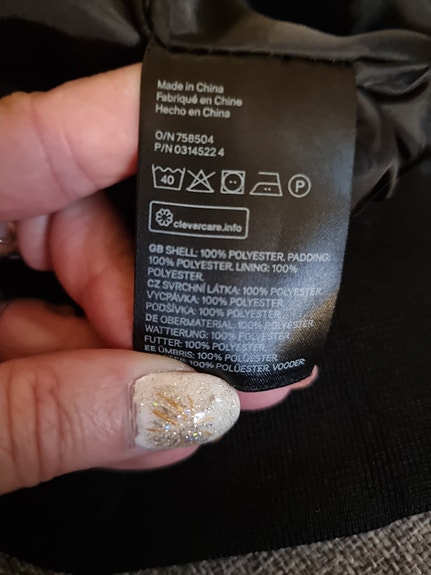 Made in China
Fabriqué en Chine
Hecho en China
O/N 758504
P/N 0314522 4
40 P
clevercare.info
GB SHELL: 100% POLYESTER. PADDING:
100% POLYESTER. LINING: 100%
POLYESTER.
CZ SVRCHNÍ LÁTKA: 100% POLYESTER.
VYCPÁVKA: 100% POLYESTER.
PODŠÍVKA: 100% POLYESTER.
DE OBERMATERIAL: 100% POLYESTER.
WATTIERUNG: 100% POLYESTER.
FUTTER: 100% POLYESTER.
EE ÜMBRIS: 100% POLÜESTER.
100% POLÜESTER. VOODER: